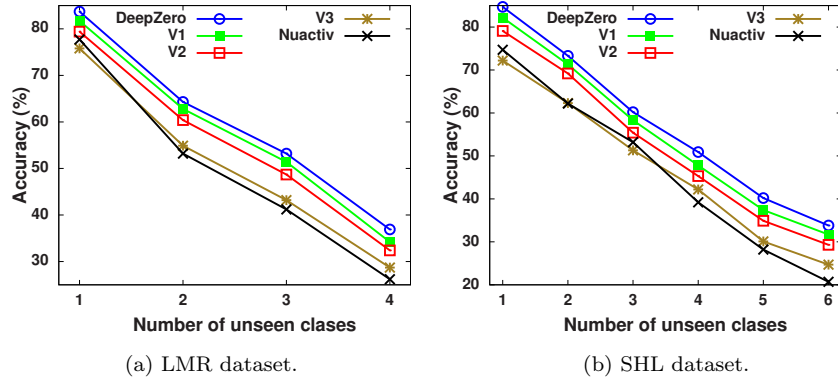 DeepZero
V1
V2
V3
Nuactiv
Accuracy (%)
80
70
60
50
40
30
1 2 3 4
Number of unseen clases
(a) LMR dataset.
DeepZero
V1
V2
V3
Nuactiv
Accuracy (%)
80
70
60
50
40
30
20
1 2 3 4 5 6
Number of unseen clases
(b) SHL dataset.